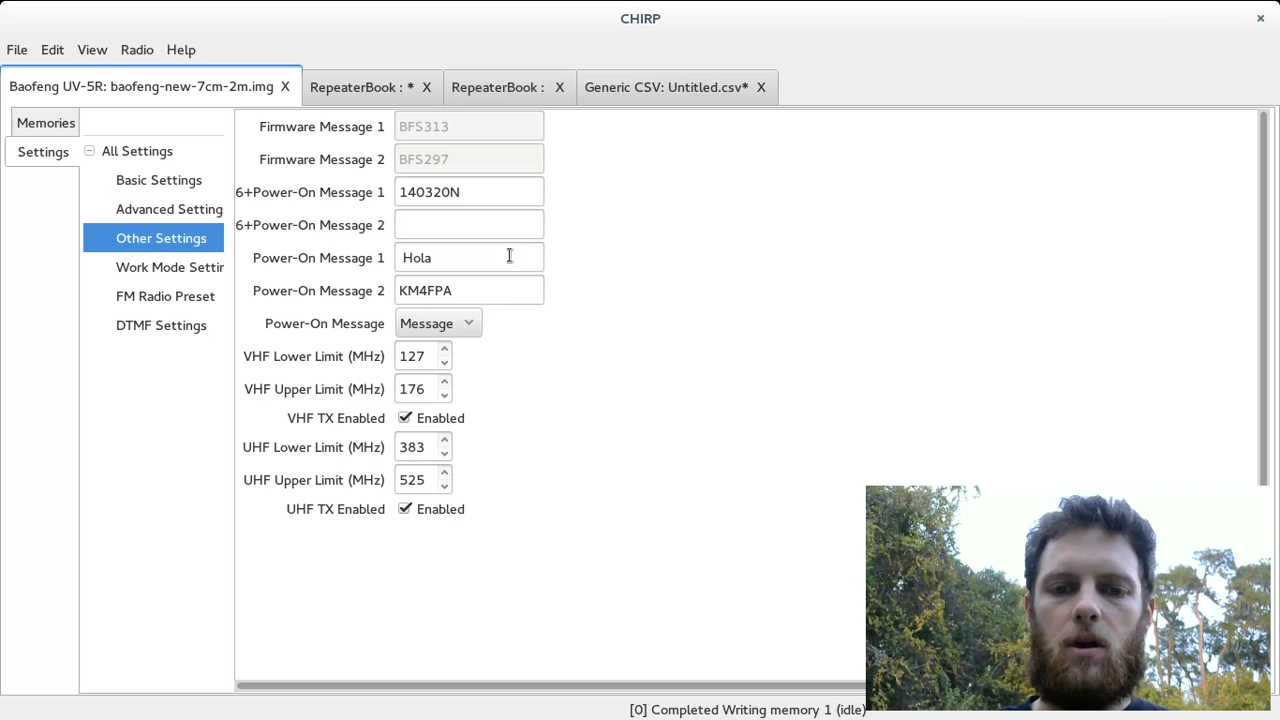 CHIRP
×
File Edit View Radio Help
Baofeng UV-5R: baofeng-new-7cm-2m.img X
RepeaterBook : * X
RepeaterBook : X
Generic CSV: Untitled.csv* X
Memories
Settings
All Settings
Basic Settings
Advanced Setting
Other Settings
Work Mode Settin
FM Radio Preset
DTMF Settings
Firmware Message 1 BFS313
Firmware Message 2 BFS297
6+Power-On Message 1 140320N
6+Power-On Message 2
Power-On Message 1 Hola
Power-On Message 2 KM4FPA
Power-On Message Message
VHF Lower Limit (MHz) 127
VHF Upper Limit (MHz) 176
VHF TX Enabled Enabled
UHF Lower Limit (MHz) 383
UHF Upper Limit (MHz) 525
UHF TX Enabled Enabled
[0] Completed Writing memory 1 (idle)